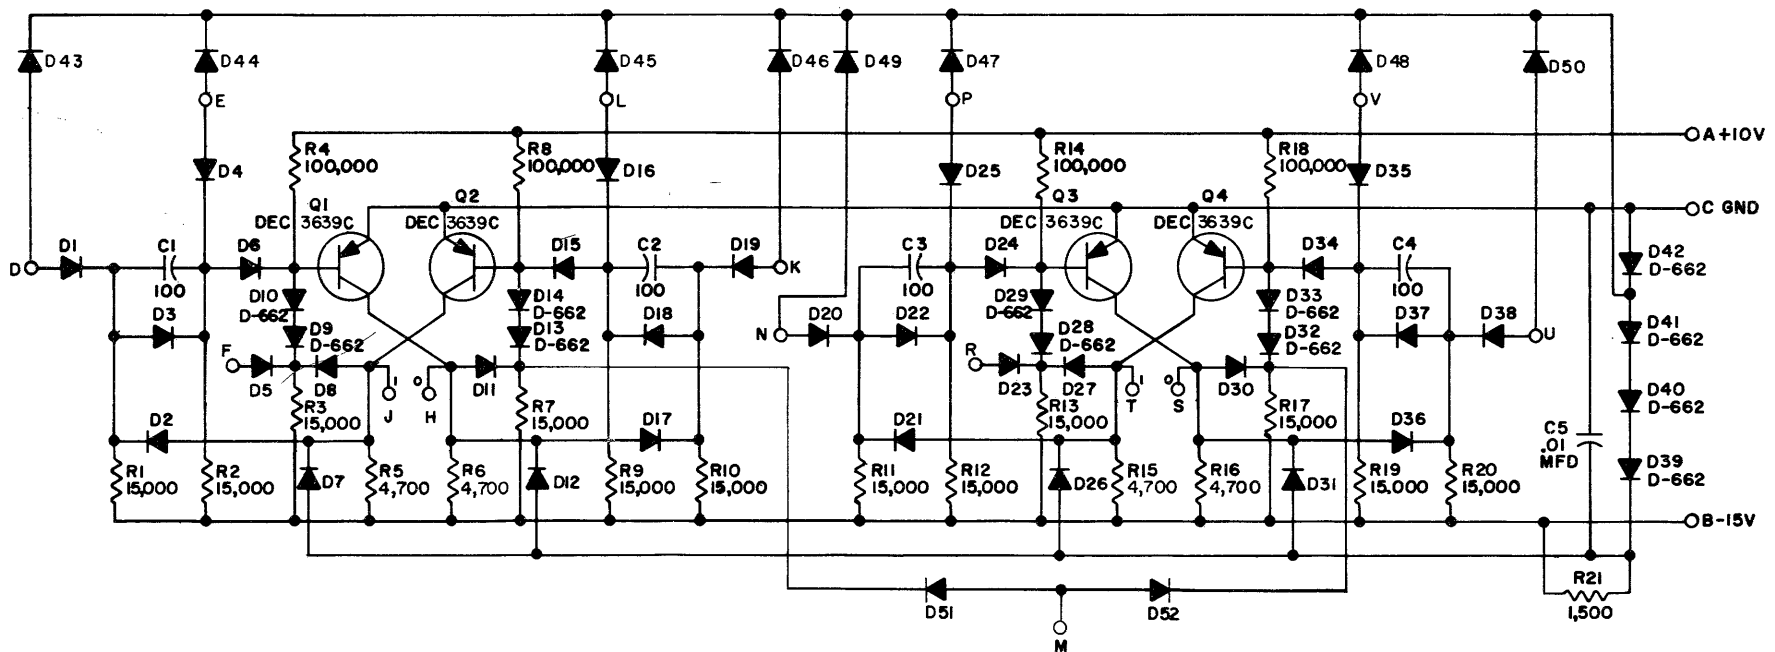 D43 D44 D45 D46 D49 D47 D48 D50
E L P V
A+10V
R4 100,000 R8 100,000 R14 100,000 R18 100,000
D4 D16 D25 D35
Q1 Q2 Q3 Q4
DEC 3639C DEC 3639C DEC 3639C DEC 3639C
C GND
D D1 C1 D6 D15 C2 D19 K C3 D24 D34 C4 D42 D-662
100 100 100 100
D10 D-662 D14 D-662 D29 D-662 D33 D-662
D3 D9 D-662 D13 D-662 D18 N D20 D22 D28 D-662 D32 D-662 D37 D38 U D41 D-662
F D5 D8 1 J 0 H D11 R D23 D27 1 T 0 S D30
R3 15,000 R7 15,000 R13 15,000 R17 15,000 D40 D-662
D2 D17 D21 D36 C5 .01 MFD
R1 15,000 R2 15,000 D7 R5 4,700 R6 4,700 D12 R9 15,000 R10 15,000 R11 15,000 R12 15,000 D26 R15 4,700 R16 4,700 D31 R19 15,000 R20 15,000 D39 D-662
B-15V
D51 D52 R21 1,500
M